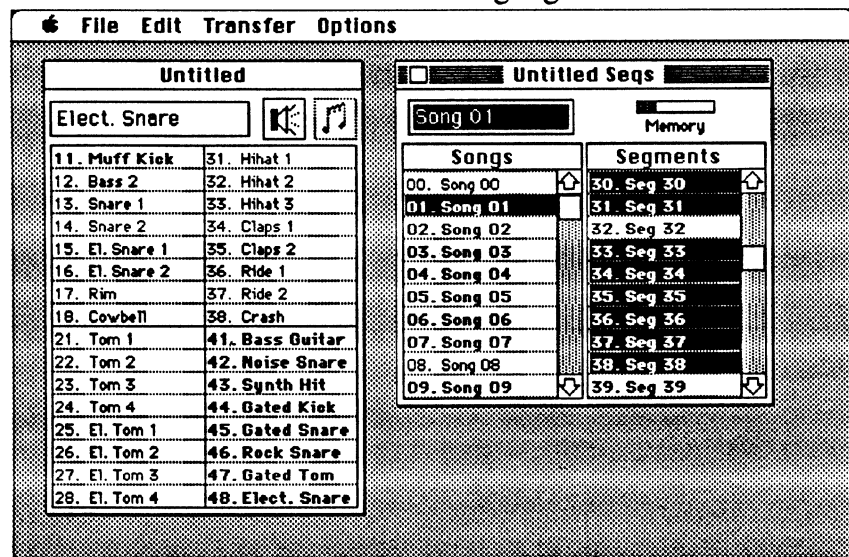 File Edit Transfer Options
Untitled
Elect. Snare
11. Muff Kick 31. Hihat 1
12. Bass 2 32. Hihat 2
13. Snare 1 33. Hihat 3
14. Snare 2 34. Claps 1
15. El. Snare 1 35. Claps 2
16. El. Snare 2 36. Ride 1
17. Rim 37. Ride 2
18. Cowbell 38. Crash
21. Tom 1 41. Bass Guitar
22. Tom 2 42. Noise Snare
23. Tom 3 43. Synth Hit
24. Tom 4 44. Gated Kick
25. El. Tom 1 45. Gated Snare
26. El. Tom 2 46. Rock Snare
27. El. Tom 3 47. Gated Tom
28. El. Tom 4 48. Elect. Snare
Untitled Seqs
Song 01
Memory
Songs Segments
00. Song 00 30. Seg 30
01. Song 01 31. Seg 31
02. Song 02 32. Seg 32
03. Song 03 33. Seg 33
04. Song 04 34. Seg 34
05. Song 05 35. Seg 35
06. Song 06 36. Seg 36
07. Song 07 37. Seg 37
08. Song 08 38. Seg 38
09. Song 09 39. Seg 39